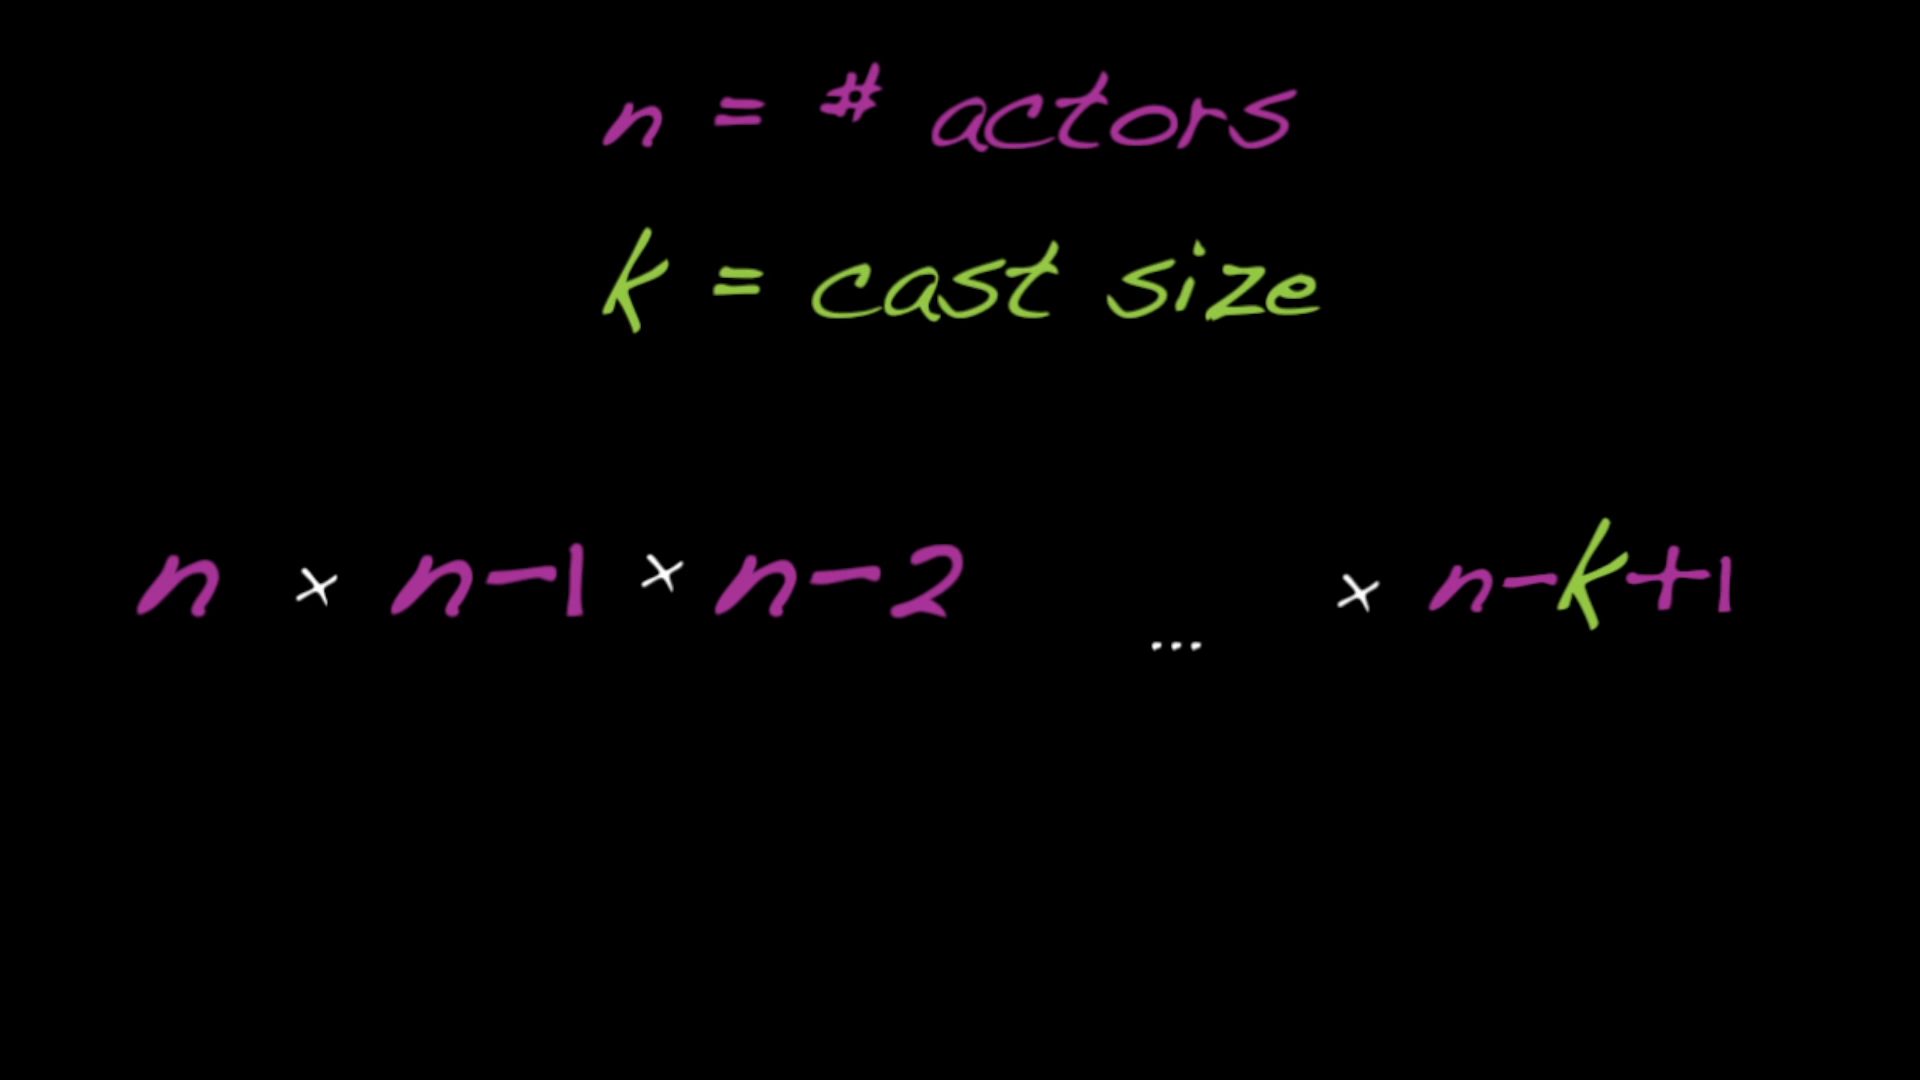 n = # actors
k = cast size
n × n-1 × n-2 ... × n-k+1